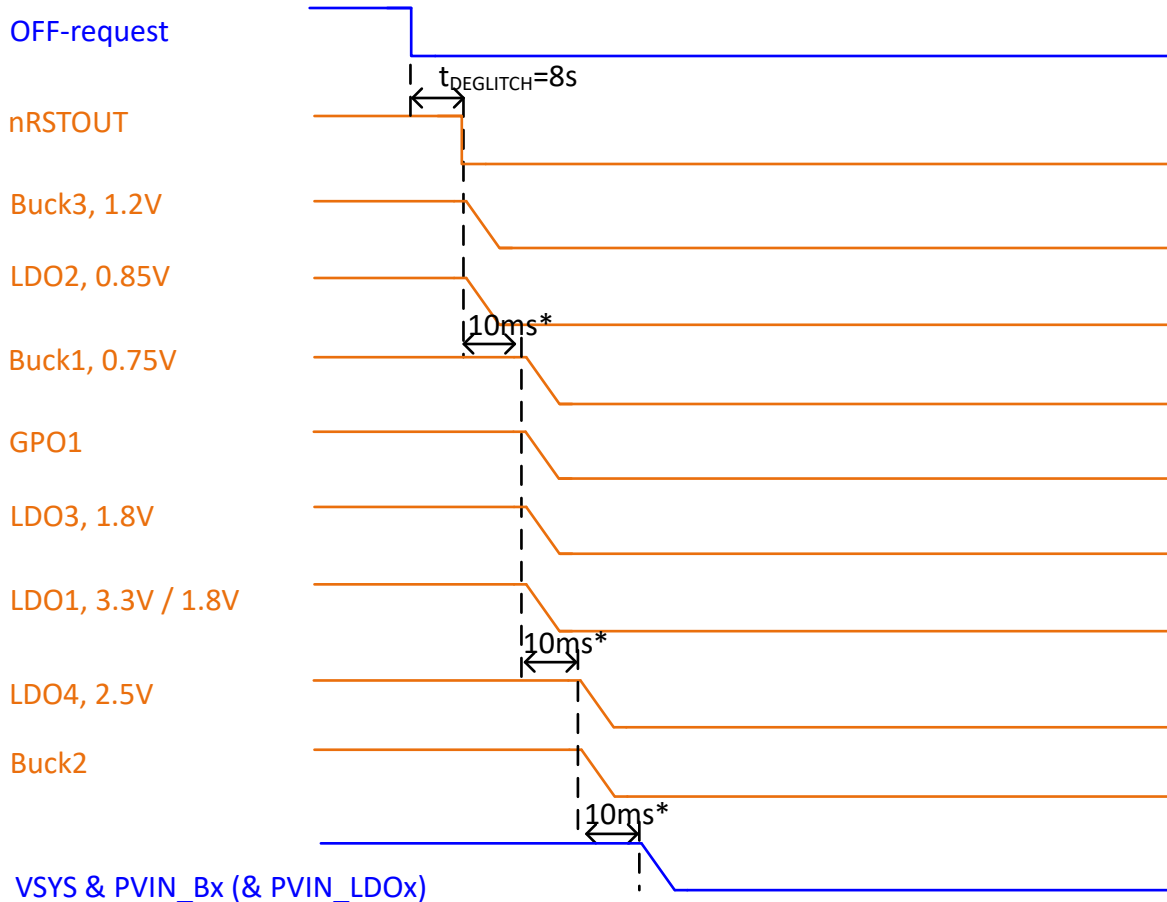 OFF-request
tDEGLITCH=8s
nRSTOUT
Buck3, 1.2V
LDO2, 0.85V
10ms*
Buck1, 0.75V
GPO1
LDO3, 1.8V
LDO1, 3.3V / 1.8V
10ms*
LDO4, 2.5V
Buck2
10ms*
VSYS & PVIN_Bx (& PVIN_LDOx)